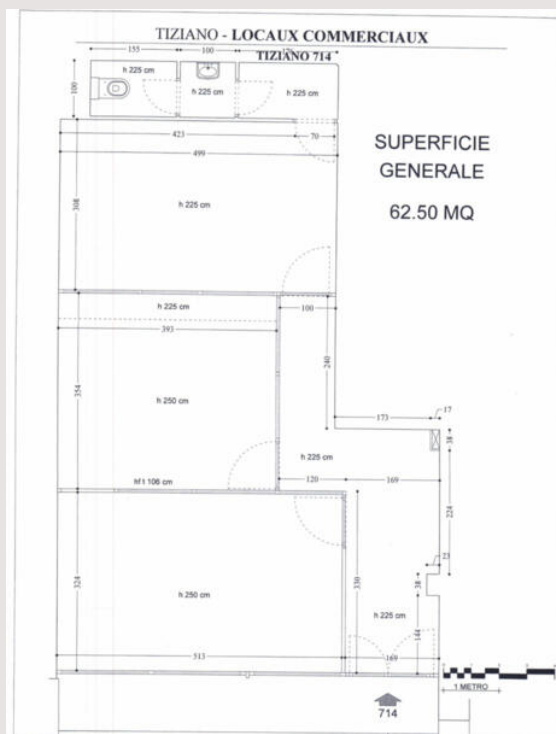 TIZIANO - LOCAUX COMMERCIAUX
TIZIANO 714
155
100
h 225 cm
h 225 cm
h 225 cm
100
423
70
499
SUPERFICIE
GENERALE
62.50 MQ
308
h 225 cm
h 225 cm
100
393
240
354
173
17
38
h 250 cm
h 225 cm
120
169
hf t 106 cm
224
23
330
38
324
h 250 cm
h 225 cm
144
513
169
1 METRO
714